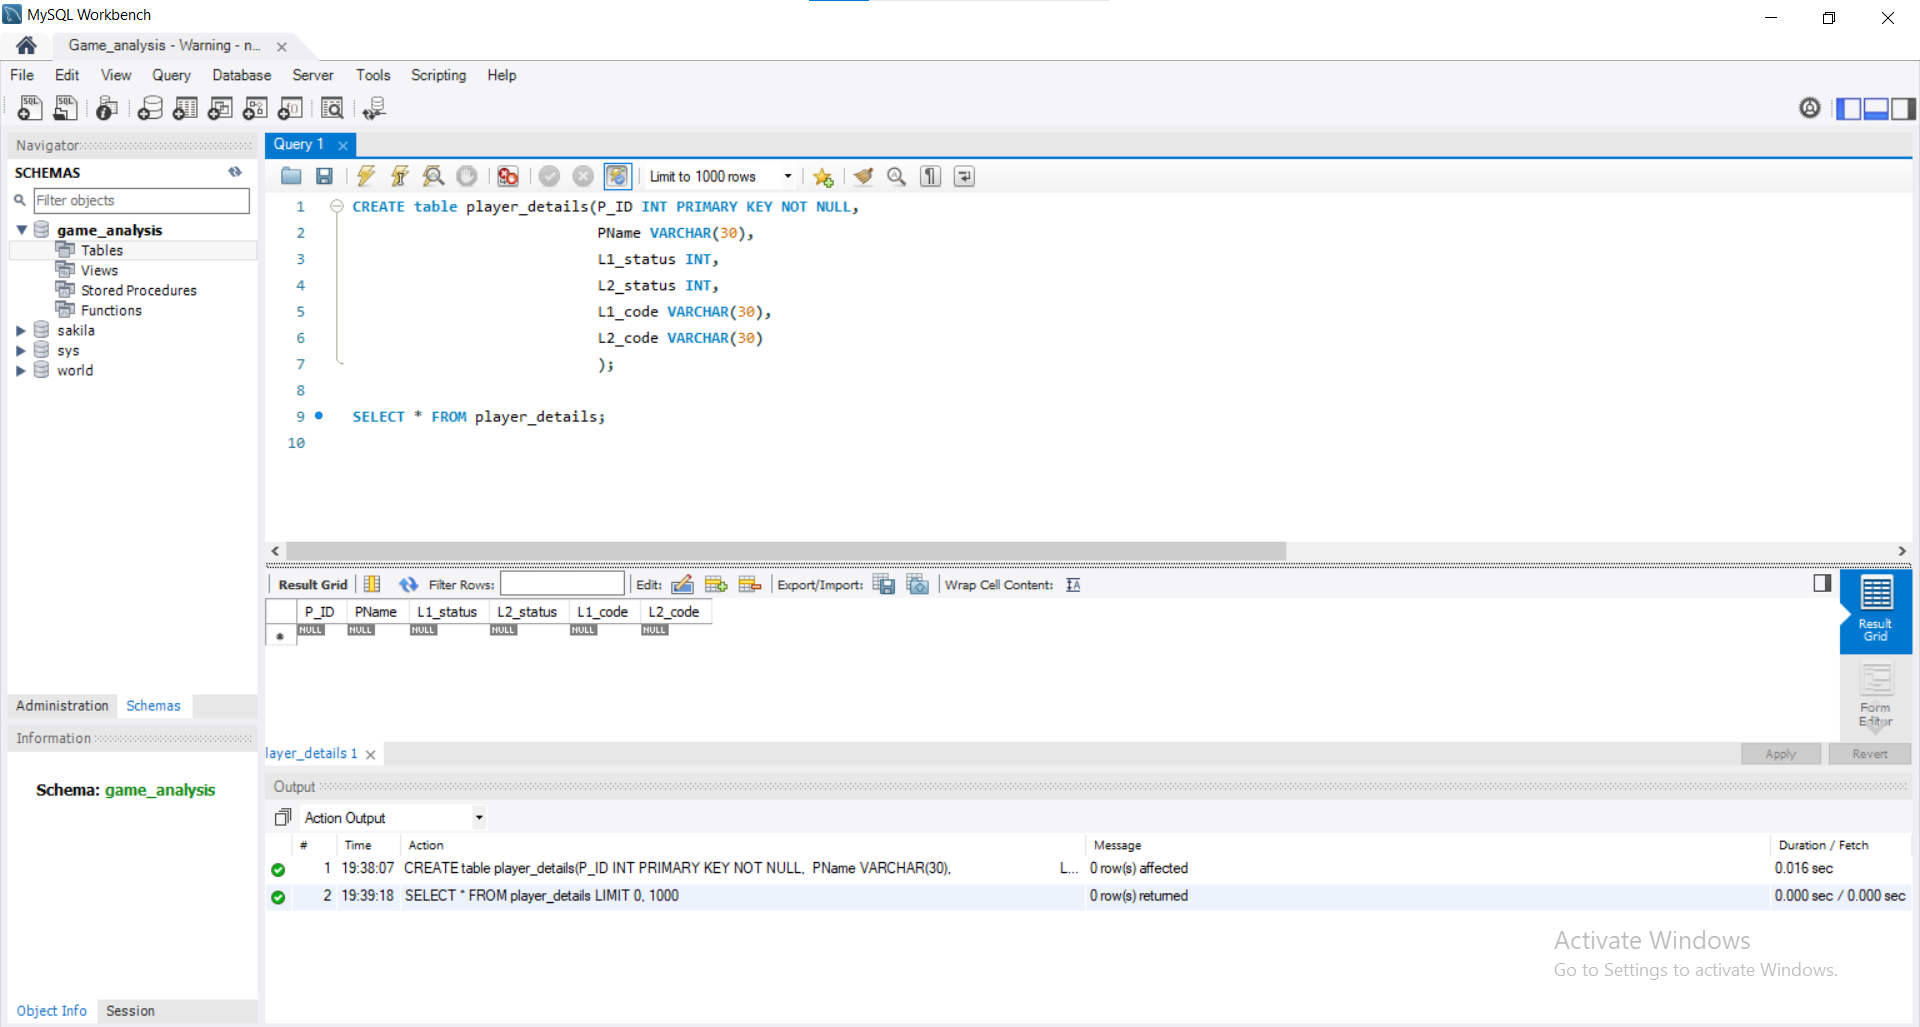 MySQL Workbench
Game_analysis - Warning - n...
File Edit View Query Database Server Tools Scripting Help
Navigator
SCHEMAS
Filter objects
game_analysis
Tables
Views
Stored Procedures
Functions
sakila
sys
world
Administration Schemas
Information
Schema: game_analysis
Object Info Session
Query 1
Limit to 1000 rows
1 CREATE table player_details(P_ID INT PRIMARY KEY NOT NULL,
2 PName VARCHAR(30),
3 L1_status INT,
4 L2_status INT,
5 L1_code VARCHAR(30),
6 L2_code VARCHAR(30)
7 );
8
9 SELECT * FROM player_details;
10
Result Grid Filter Rows: Edit: Export/Import: Wrap Cell Content:
P_ID PName L1_status L2_status L1_code L2_code
NULL NULL NULL NULL NULL NULL
Result
Grid
Form
Editor
layer_details 1
Apply Revert
Output
Action Output
# Time Action Message Duration / Fetch
1 19:38:07 CREATE table player_details(P_ID INT PRIMARY KEY NOT NULL, PName VARCHAR(30), L... 0 row(s) affected 0.016 sec
2 19:39:18 SELECT * FROM player_details LIMIT 0, 1000 0 row(s) returned 0.000 sec / 0.000 sec
Activate Windows
Go to Settings to activate Windows.